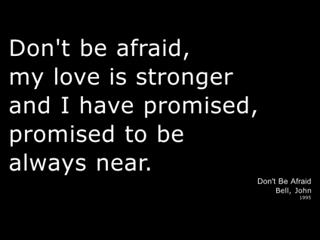 Don't be afraid,
my love is stronger
and I have promised,
promised to be
always near.
Don't Be Afraid
Bell, John
1995